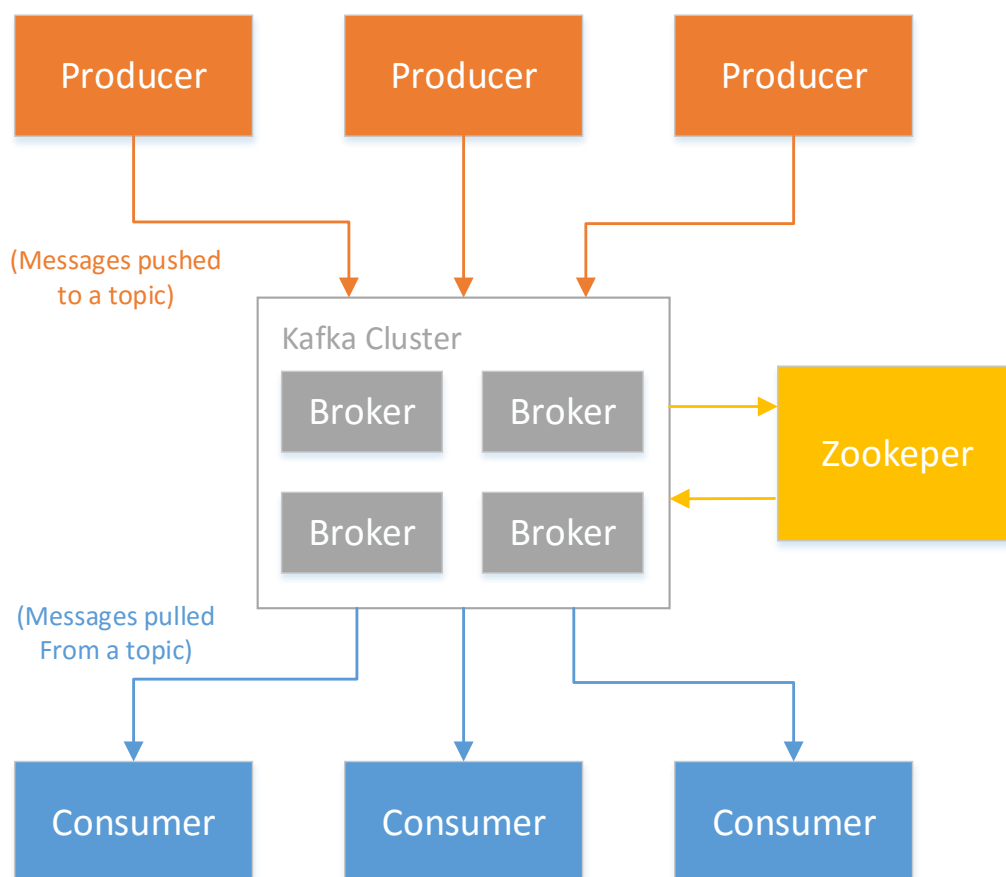 Producer
Producer
Producer
(Messages pushed
to a topic)
Kafka Cluster
Broker
Broker
Zookeper
Broker
Broker
(Messages pulled
From a topic)
Consumer
Consumer
Consumer